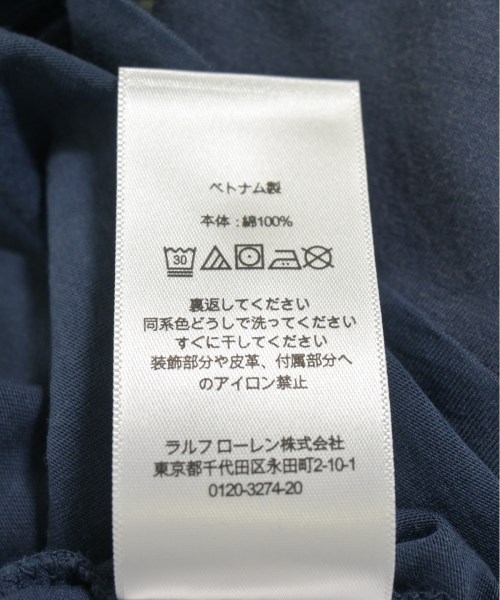 ベトナム製
本体 : 綿100%
30
裏返してください
同系色どうしで洗ってください
すぐに干してください
装飾部分や皮革、付属部分へ
のアイロン禁止
ラルフ ローレン株式会社
東京都千代田区永田町2-10-1
0120-3274-20